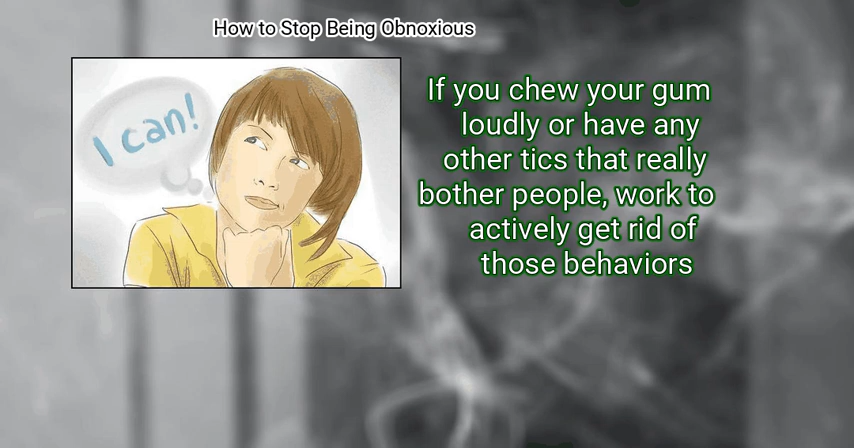 How to Stop Being Obnoxious
I can!
If you chew your gum
loudly or have any
other tics that really
bother people, work to
actively get rid of
those behaviors